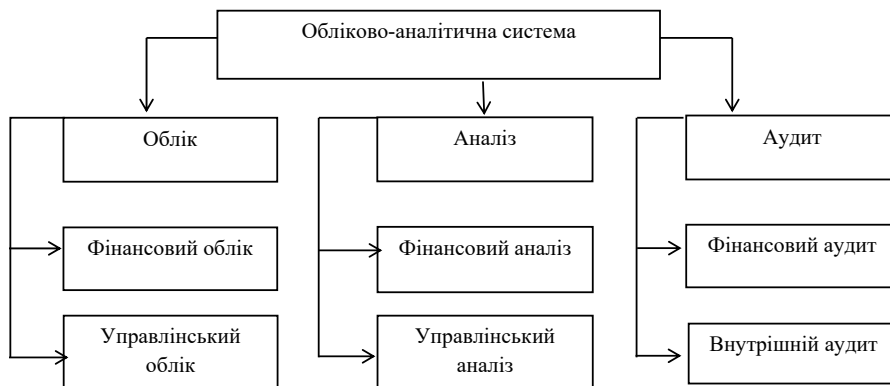 Обліково-аналітична система
Облік
Аналіз
Аудит
Фінансовий облік
Фінансовий аналіз
Фінансовий аудит
Управлінський
облік
Управлінський
аналіз
Внутрішній аудит